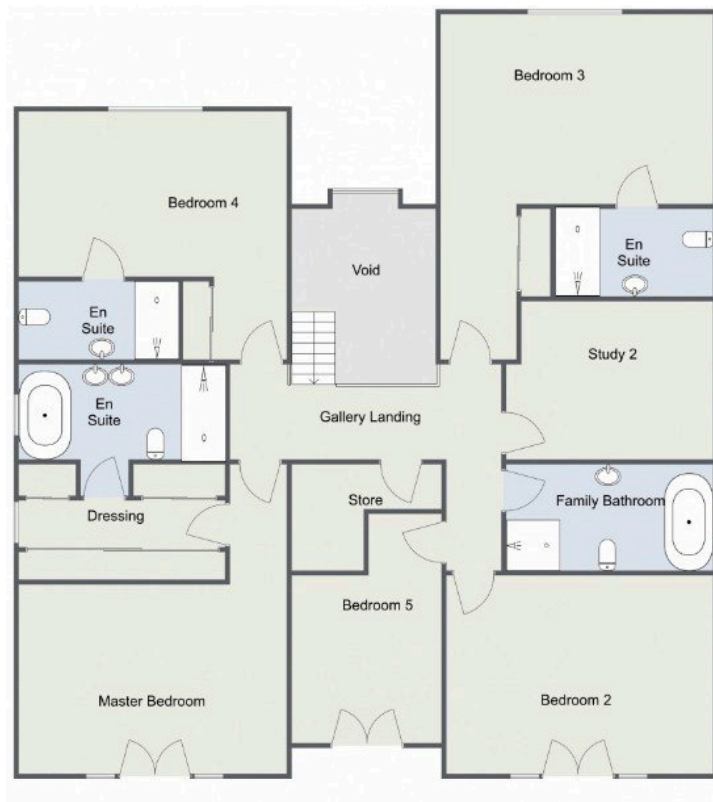 Bedroom 3
Bedroom 4
En
Suite
Void
En
Suite
Study 2
En
Suite
Gallery Landing
Store
Family Bathroom
Dressing
Bedroom 5
Master Bedroom
Bedroom 2